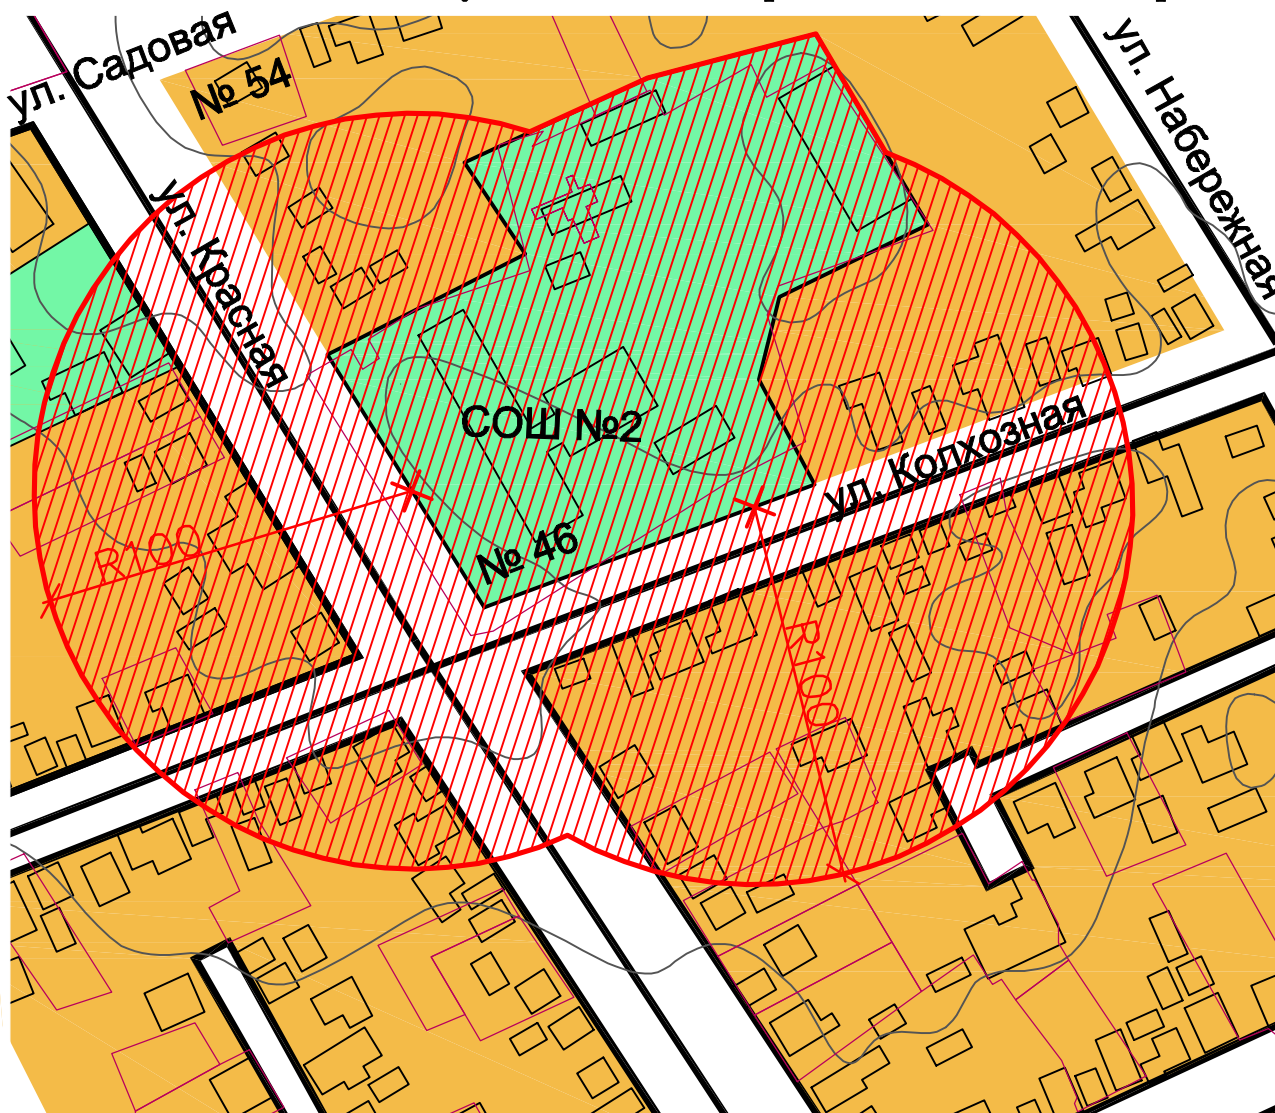 ул. Садовая
№ 54
ул. Набережная
ул. Красная
СОШ №2
ул. Колхозная
№ 46
R100
R100